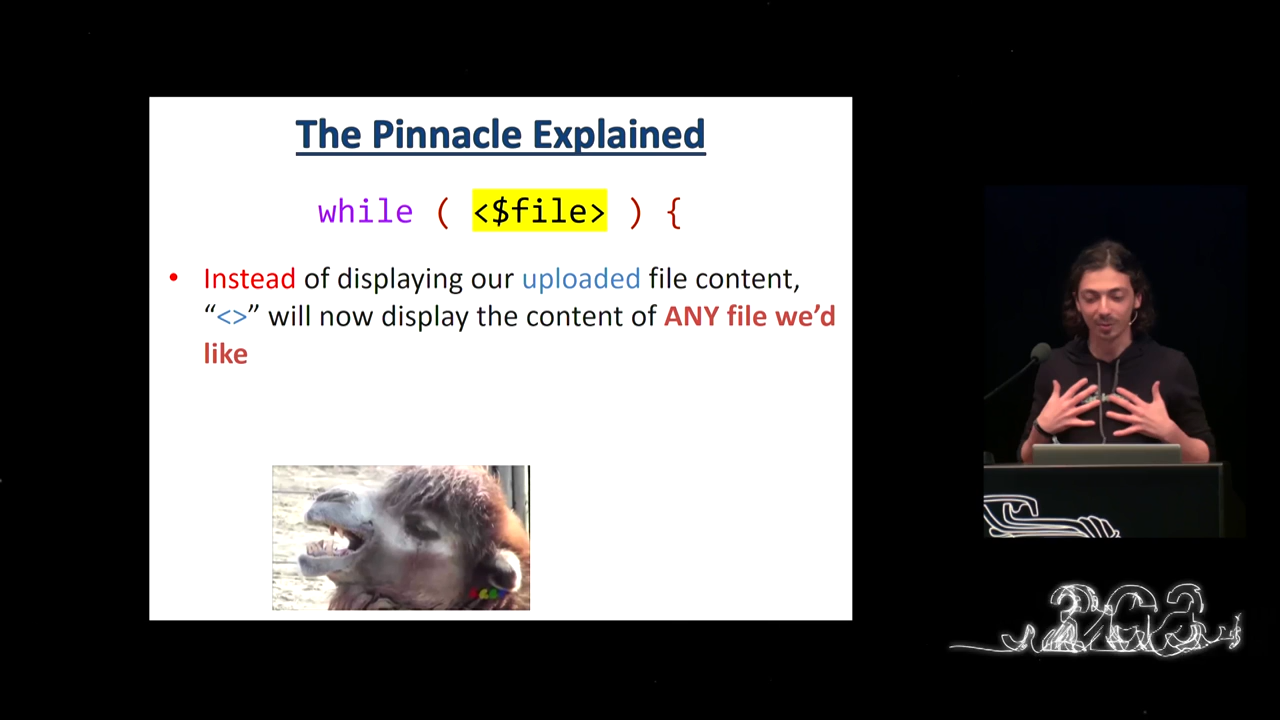 The Pinnacle Explained
while ( <$file> ) {
• Instead of displaying our uploaded file content,
“<>” will now display the content of ANY file we’d
like